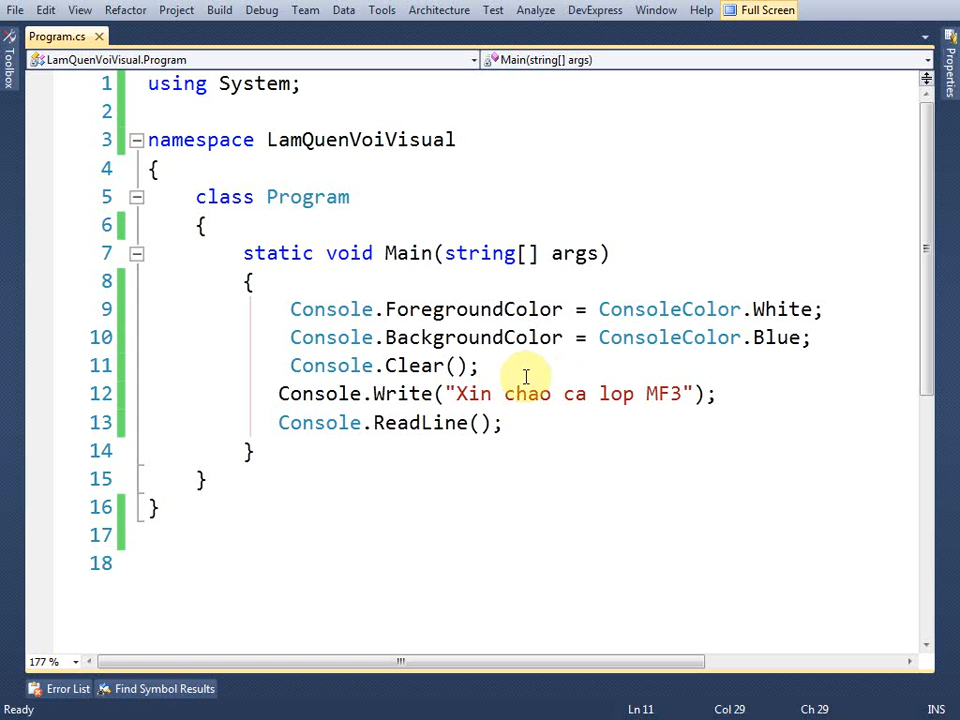 File Edit View Refactor Project Build Debug Team Data Tools Architecture Test Analyze DevExpress Window Help Full Screen
Program.cs
Toolbox
Properties
LamQuenVoiVisual.Program Main(string[] args)
1 using System;
2
3 namespace LamQuenVoiVisual
4 {
5 class Program
6 {
7 static void Main(string[] args)
8 {
9 Console.ForegroundColor = ConsoleColor.White;
10 Console.BackgroundColor = ConsoleColor.Blue;
11 Console.Clear();
12 Console.Write("Xin chao ca lop MF3");
13 Console.ReadLine();
14 }
15 }
16 }
17
18
177 %
Error List Find Symbol Results
Ready Ln 11 Col 29 Ch 29 INS